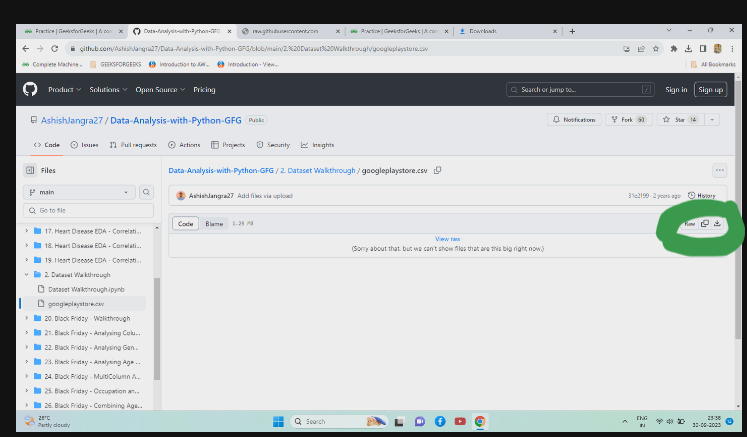 Practice | GeeksforGeeks | A com
Data-Analysis-with-Python-GFG
raw.githubusercontent.com
Practice | GeeksforGeeks | A com
Downloads
github.com/AshishJangra27/Data-Analysis-with-Python-GFG/blob/main/2.%20Dataset%20Walkthrough/googleplaystore.csv
Complete Machine...
GEEKSFORGEEKS
Introduction to AW...
Introduction - View...
All Bookmarks
Product
Solutions
Open Source
Pricing
Search or jump to...
/
Sign in
Sign up
AshishJangra27 / Data-Analysis-with-Python-GFG
Public
Notifications
Fork 50
Star 14
Code
Issues
Pull requests
Actions
Projects
Security
Insights
Files
main
Go to file
17. Heart Disease EDA - Correlati...
18. Heart Disease EDA - Correlati...
19. Heart Disease EDA - Correlati...
2. Dataset Walkthrough
Dataset Walkthrough.ipynb
googleplaystore.csv
20. Black Friday - Walkthrough
21. Black Friday - Analysing Colu...
22. Black Friday - Analysing Gen...
23. Black Friday - Analysing Age ...
24. Black Friday - MultiColumn A...
25. Black Friday - Occupation an...
26. Black Friday - Combining Age...
Data-Analysis-with-Python-GFG / 2. Dataset Walkthrough / googleplaystore.csv
AshishJangra27 Add files via upload
2 years ago
History
Code
Blame
1.29 MB
Raw
View raw
(Sorry about that, but we can't show files that are this big right now.)
26°C
Partly cloudy
Search
ENG
IN
23:38
30-09-2023